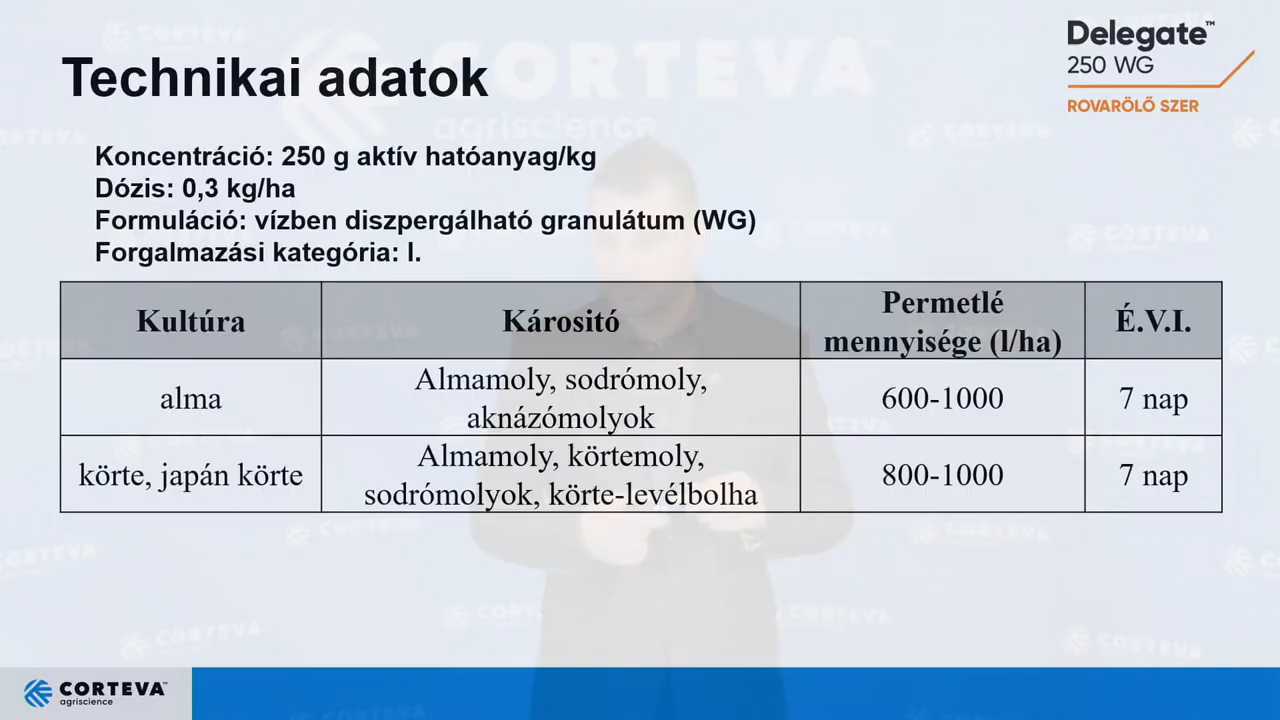 Technikai adatok
Delegate™
250 WG
ROVARÖLŐ SZER
CORTEVA
agriscience
Koncentráció: 250 g aktív hatóanyag/kg
Dózis: 0,3 kg/ha
Formuláció: vízben diszpergálható granulátum (WG)
Forgalmazási kategória: I.
Kultúra
Károsító
Permetlé
mennyisége (l/ha)
É.V.I.
alma
Almamoly, sodrómoly,
aknázómolyok
600-1000
7 nap
körte, japán körte
Almamoly, körtemoly,
sodrómolyok, körte-levélbolha
800-1000
7 nap
CORTEVA™
agriscience